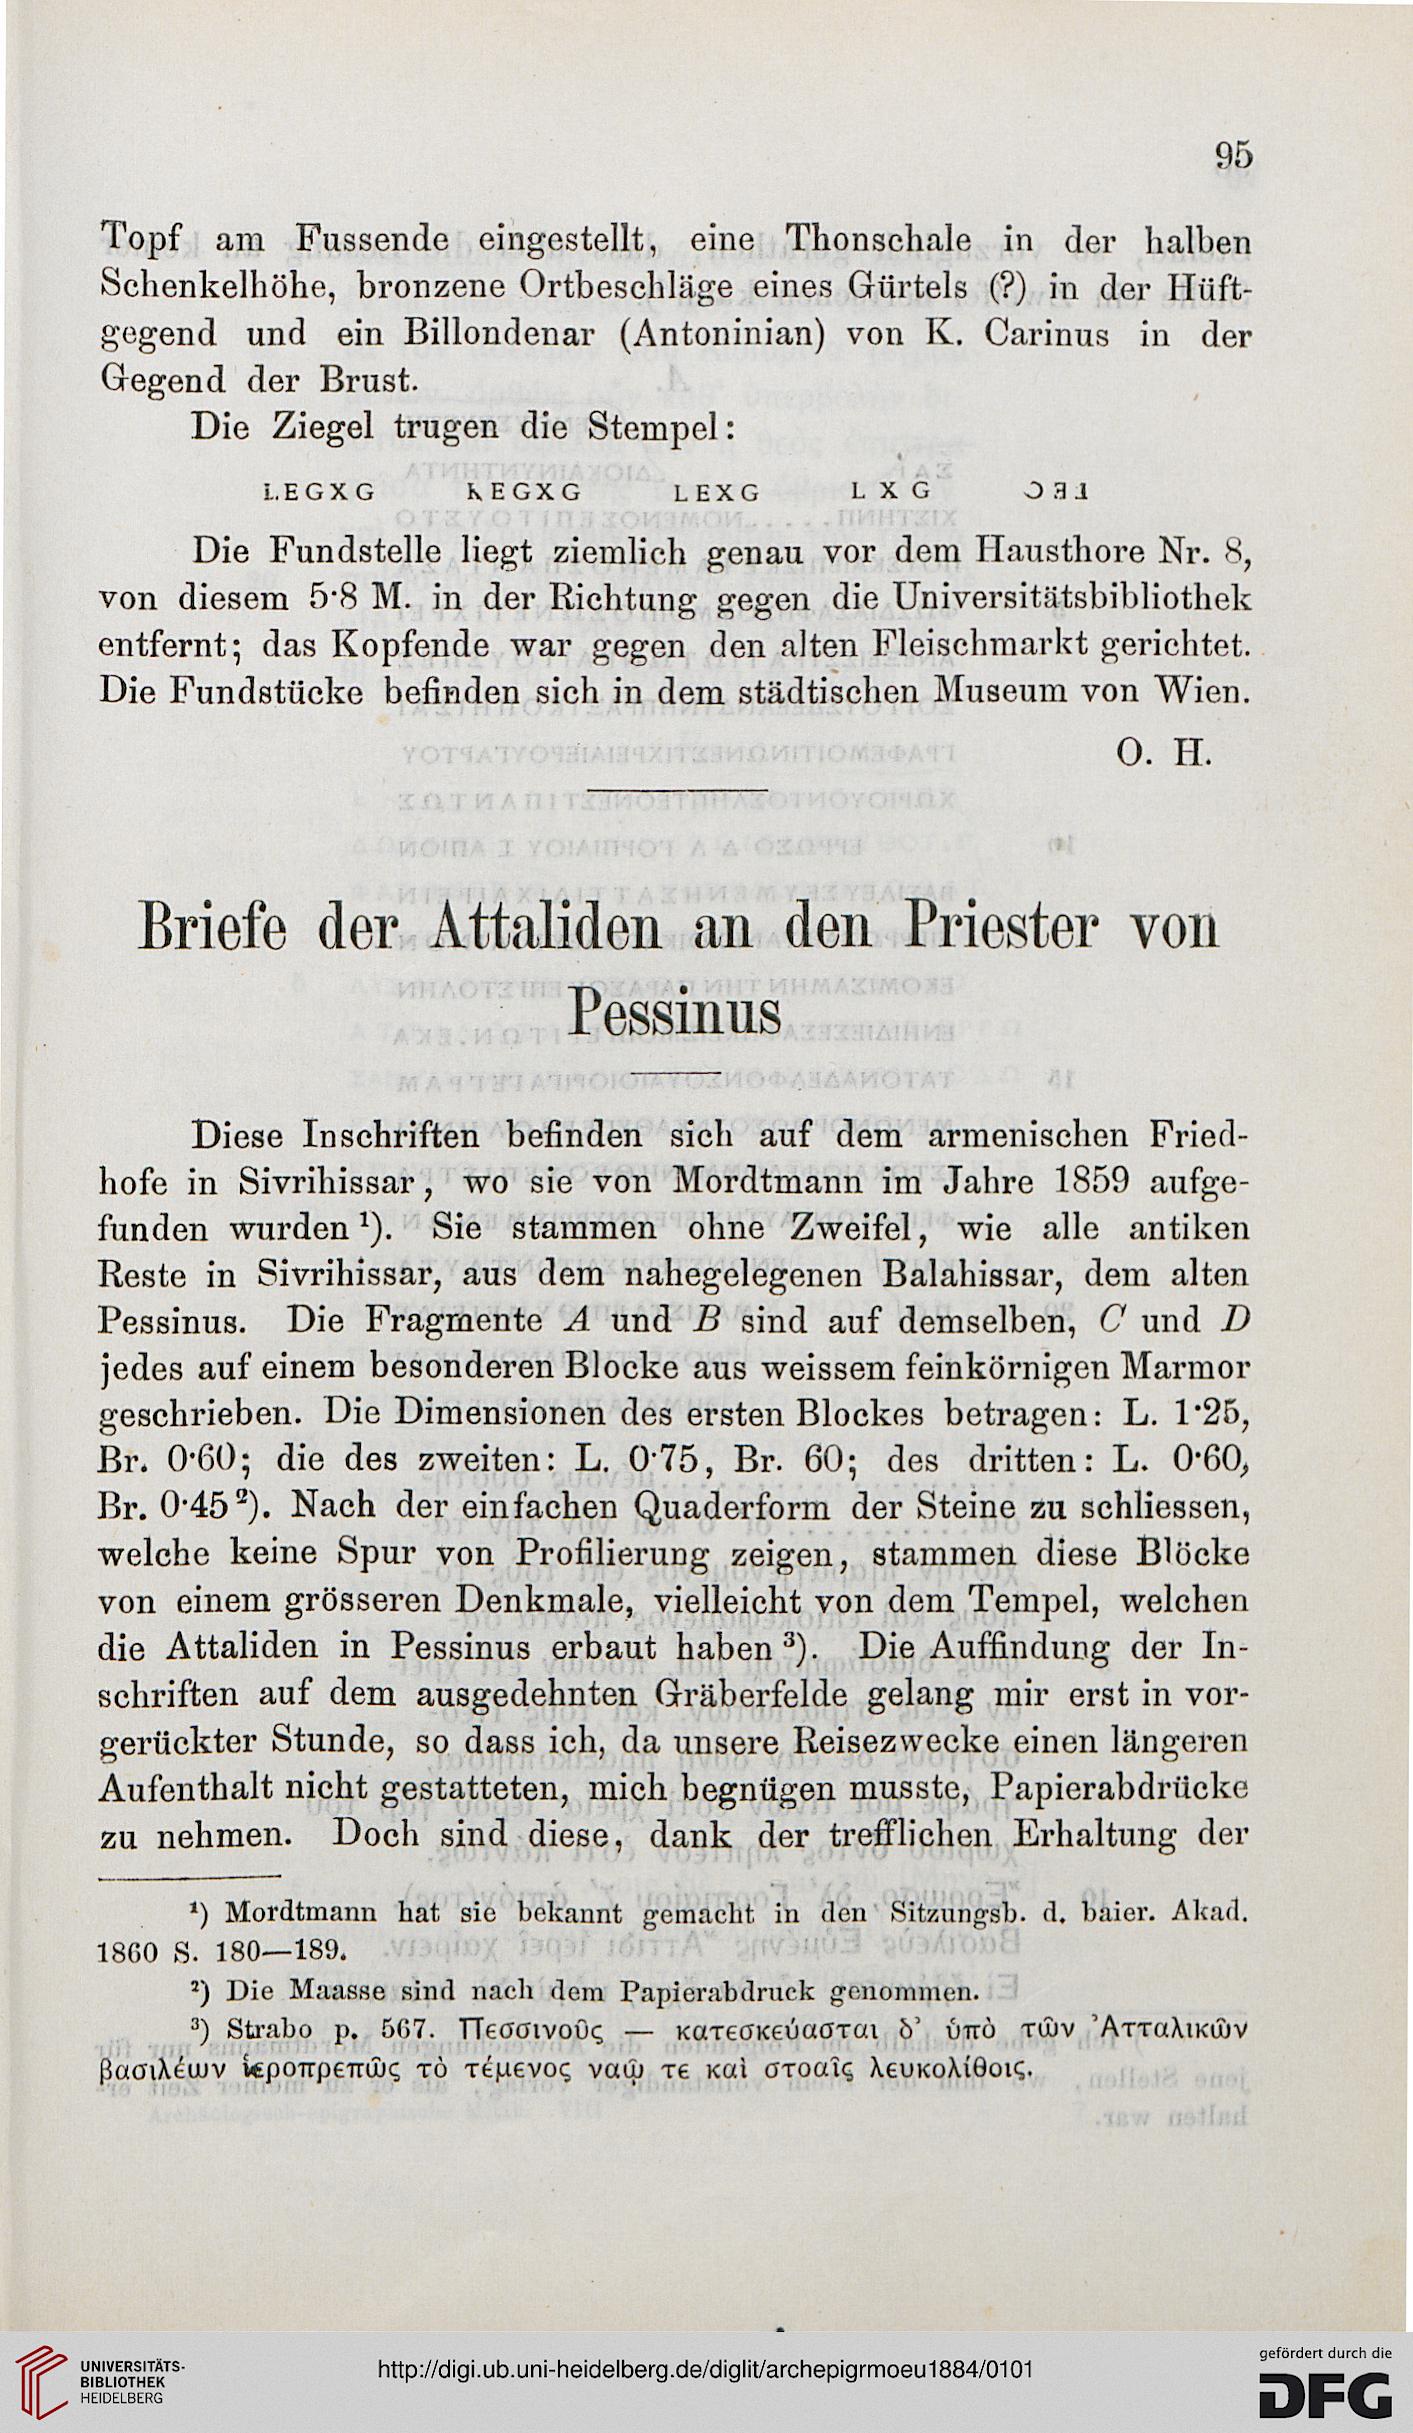 95
Topf am Fussende eingestellt, eine Thonschale in der halben
Schenkelhöhe, bronzene Ortbeschläge eines Gürtels (?) in der Hüft-
gegend und ein Billondenar (Antoninian) von K. Carinus in der
Gegend der Brust.
Die Ziegel trugen die Stempel:
LEGXG LEGXG LEXG LXG ƆƎ⅃
Die Fundstelle liegt ziemlich genau vor dem Hausthore Nr. 8,
von diesem 5·8 M. in der Richtung gegen die Universitätsbibliothek
entfernt; das Kopfende war gegen den alten Fleischmarkt gerichtet.
Die Fundstücke befinden sich in dem städtischen Museum von Wien.
O. H.
Briefe der Attaliden an den Priester von
Pessinus
Diese Inschriften befinden sich auf dem armenischen Fried-
hofe in Sivrihissar, wo sie von Mordtmann im Jahre 1859 aufge-
funden wurden ¹). Sie stammen ohne Zweifel, wie alle antiken
Reste in Sivrihissar, aus dem nahegelegenen Balahissar, dem alten
Pessinus. Die Fragmente A und B sind auf demselben, C und D
jedes auf einem besonderen Blocke aus weissem feinkörnigen Marmor
geschrieben. Die Dimensionen des ersten Blockes betragen: L. 1·25,
Br. 0·60; die des zweiten: L. 0·75, Br. 60; des dritten: L. 0·60,
Br. 0·45 ²). Nach der einfachen Quaderform der Steine zu schliessen,
welche keine Spur von Profilierung zeigen, stammen diese Blöcke
von einem grösseren Denkmale, vielleicht von dem Tempel, welchen
die Attaliden in Pessinus erbaut haben ³). Die Auffindung der In-
schriften auf dem ausgedehnten Gräberfelde gelang mir erst in vor-
gerückter Stunde, so dass ich, da unsere Reisezwecke einen längeren
Aufenthalt nicht gestatteten, mich begnügen musste, Papierabdrücke
zu nehmen. Doch sind diese, dank der trefflichen Erhaltung der
¹) Mordtmann hat sie bekannt gemacht in den Sitzungsb. d. baier. Akad.
1860 S. 180—189.
²) Die Maasse sind nach dem Papierabdruck genommen.
³) Strabo p. 567. Πεσσινοῦς — κατεσκεύασται δ' ὑπὸ τῶν Ἀτταλικῶν
βασιλέων ἱεροπρεπῶς τὸ τέμενος ναῷ τε καὶ στοαῖς λευκολίθοις.
UNIVERSITÄTS-
BIBLIOTHEK
HEIDELBERG
http://digi.ub.uni-heidelberg.de/diglit/archepigrmoeu1884/0101
gefördert durch die
DFG